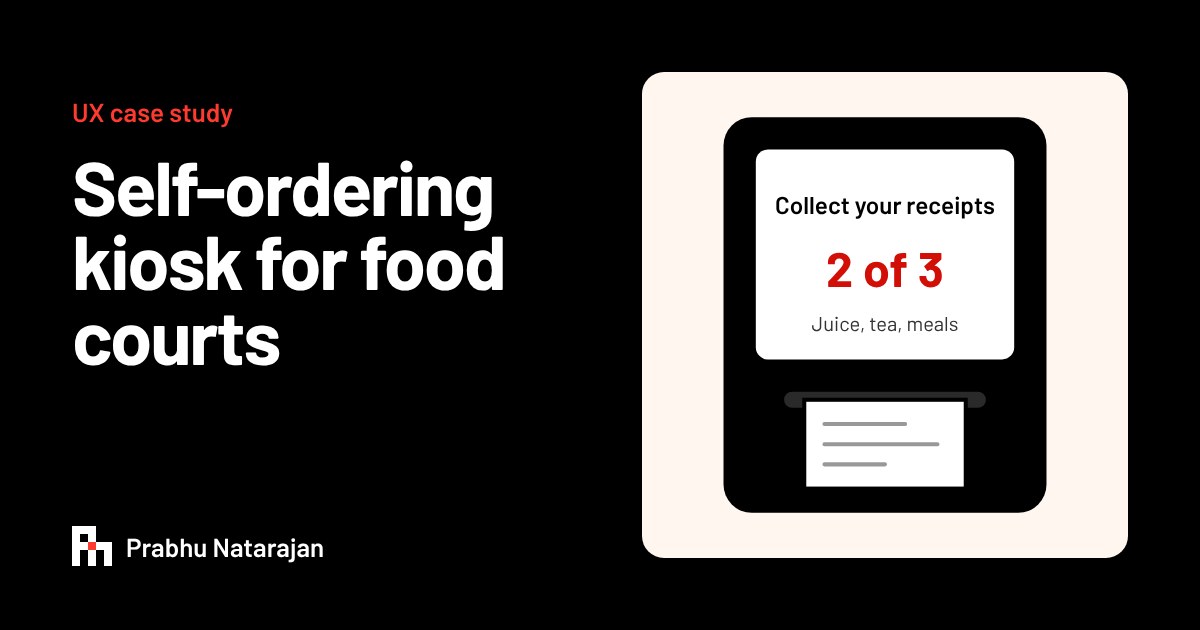 UX case study
Self-ordering
kiosk for food
courts
Prabhu Natarajan
Collect your receipts
2 of 3
Juice, tea, meals